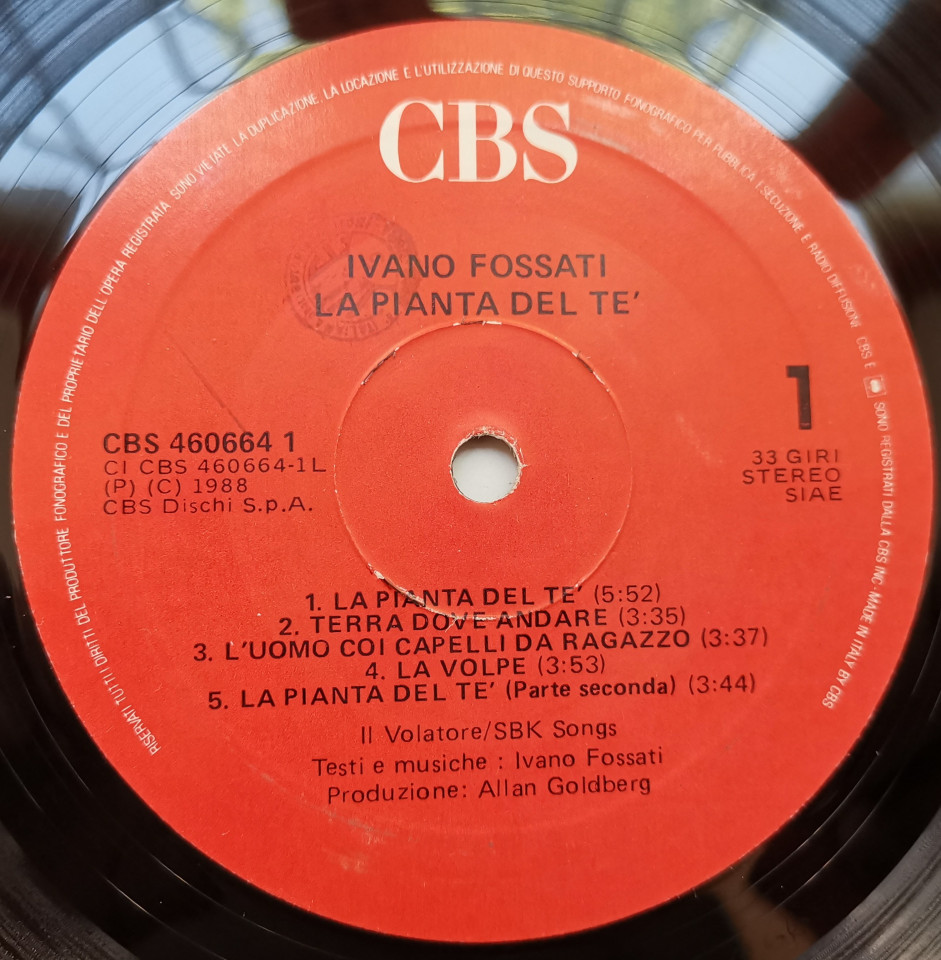 RISERVATI TUTTI I DIRITTI DEL PRODUTTORE FONOGRAFICO E DEL PROPRIETARIO DELL'OPERA REGISTRATA SONO VIETATE LA DUPLICAZIONE, LA LOCAZIONE E L'UTILIZZAZIONE DI QUESTO SUPPORTO FONOGRAFICO PER PUBBLICA ESECUZIONE E RADIO DIFFUSIONE CBS E SONO REGISTRATI DALLA CBS INC · MADE IN ITALY BY CBS
CBS
IVANO FOSSATI
LA PIANTA DEL TE'
1
CBS 460664 1
CI CBS 460664-1L
(P) (C) 1988
CBS Dischi S.p.A.
33 GIRI
STEREO
SIAE
1. LA PIANTA DEL TE' (5:52)
2. TERRA DOVE ANDARE (3:35)
3. L'UOMO COI CAPELLI DA RAGAZZO (3:37)
4. LA VOLPE (3:53)
5. LA PIANTA DEL TE' (Parte seconda) (3:44)
Il Volatore/SBK Songs
Testi e musiche : Ivano Fossati
Produzione: Allan Goldberg